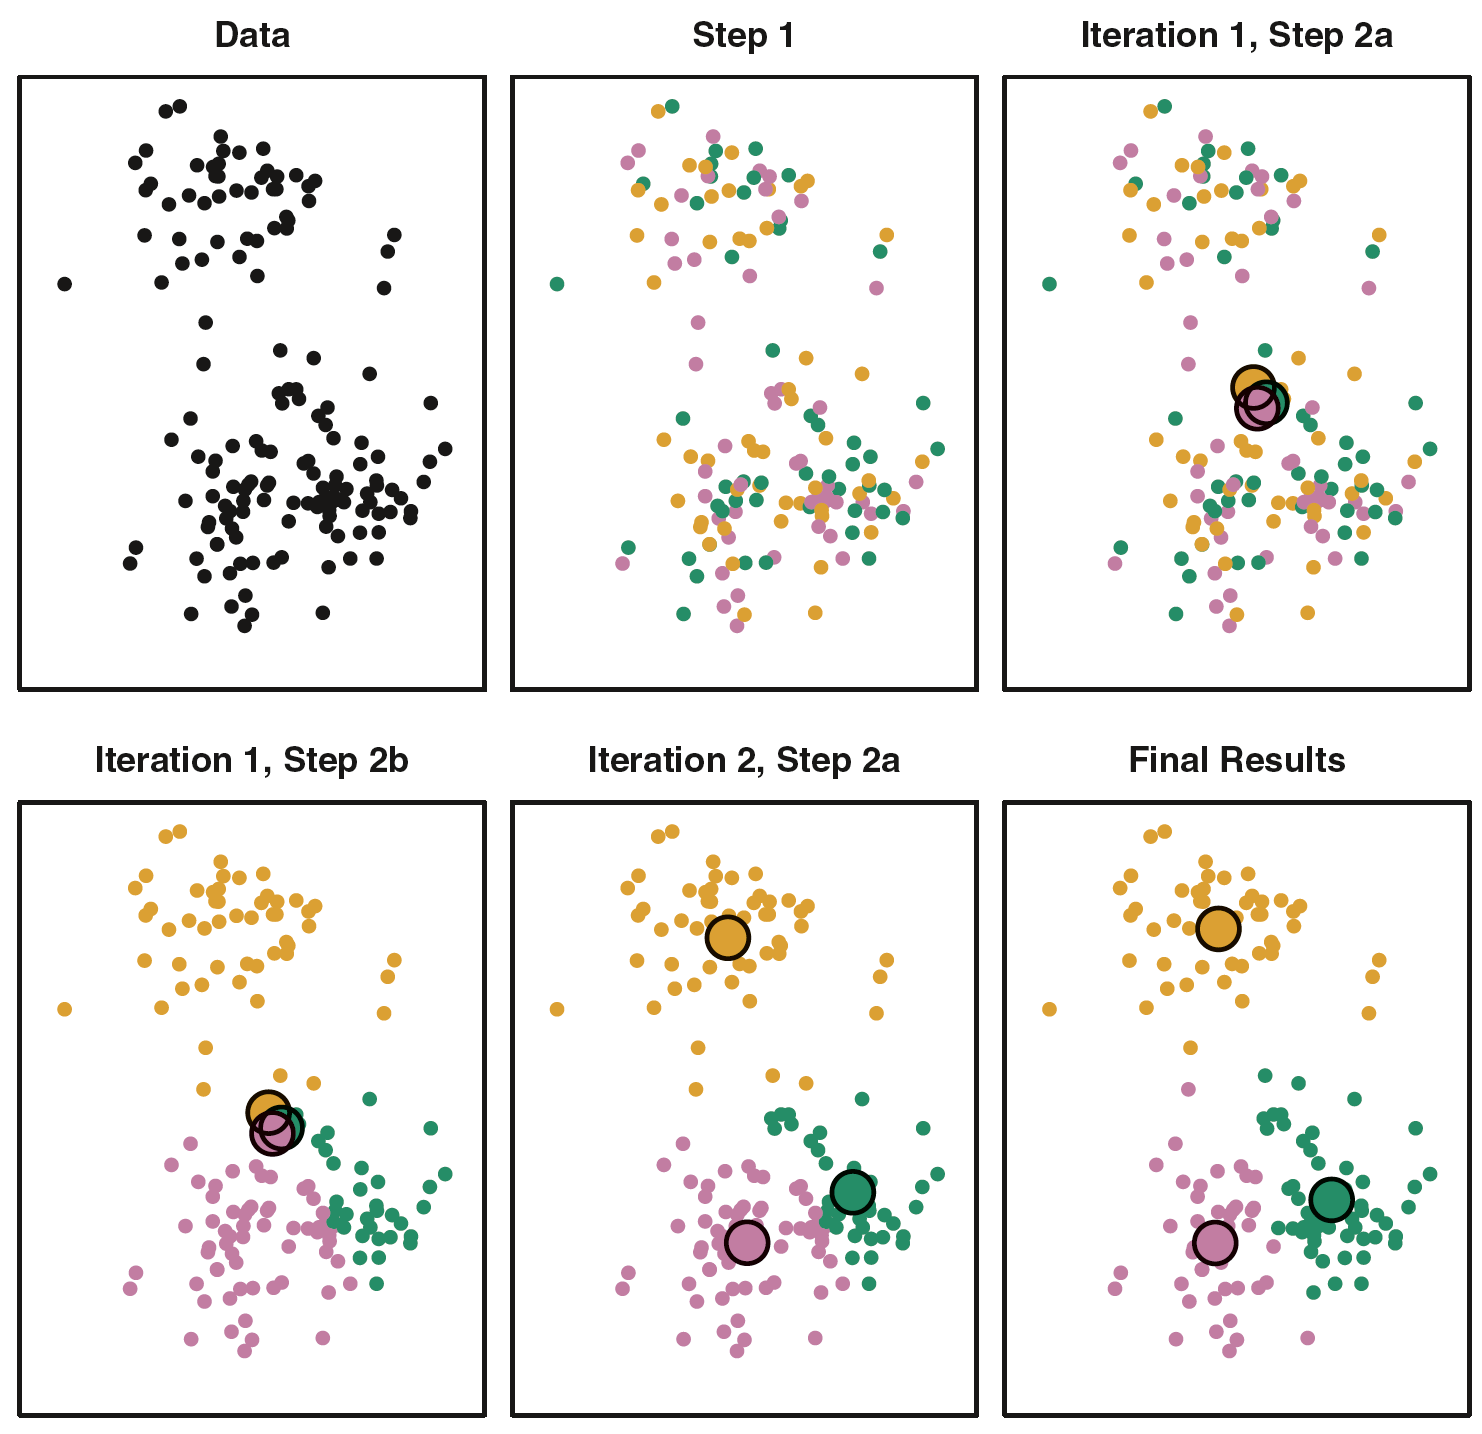 Data
Step 1
Iteration 1, Step 2a
Iteration 1, Step 2b
Iteration 2, Step 2a
Final Results